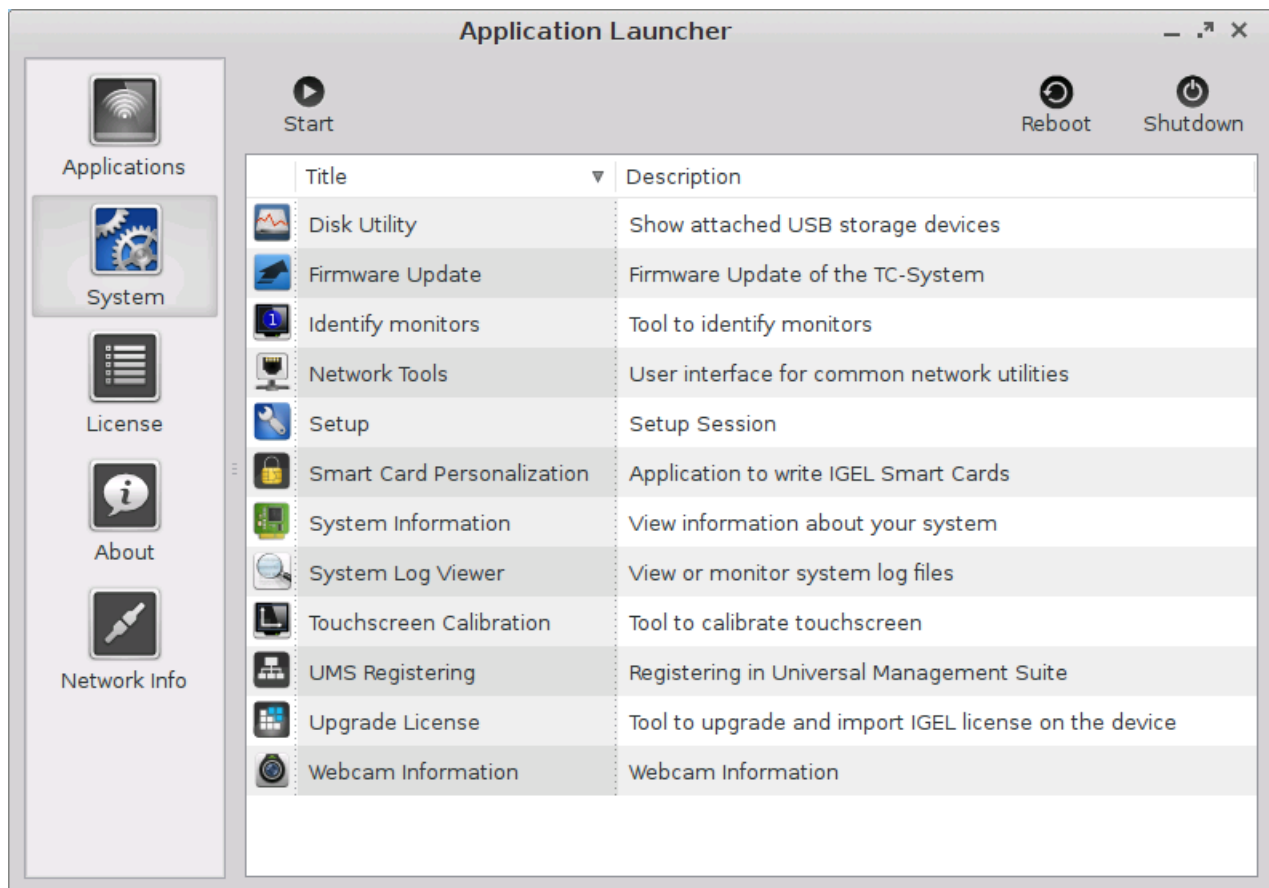 Application Launcher
Applications
System
License
About
Network Info
Start
Reboot
Shutdown
Title Description
Disk Utility Show attached USB storage devices
Firmware Update Firmware Update of the TC-System
1
Identify monitors Tool to identify monitors
Network Tools User interface for common network utilities
Setup Setup Session
Smart Card Personalization Application to write IGEL Smart Cards
System Information View information about your system
System Log Viewer View or monitor system log files
Touchscreen Calibration Tool to calibrate touchscreen
UMS Registering Registering in Universal Management Suite
Upgrade License Tool to upgrade and import IGEL license on the device
Webcam Information Webcam Information